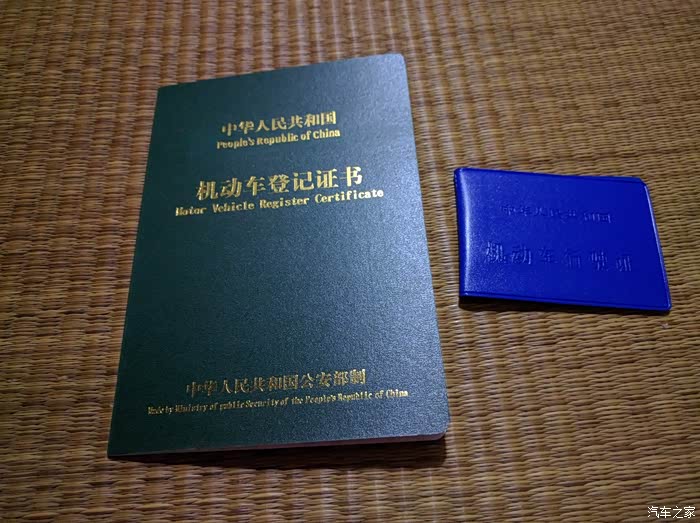 中华人民共和国
People's Republic of China
机动车登记证书
Motor Vehicle Register Certificate
中华人民共和国公安部制
Made by Ministry of public Security of the People's Republic of China
中华人民共和国
机动车行驶证
汽车之家